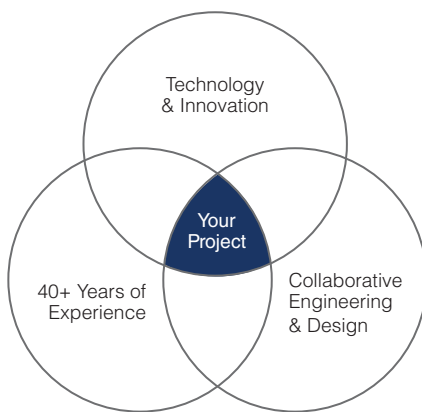 Technology
& Innovation
Your
Project
40+ Years of
Experience
Collaborative
Engineering
& Design